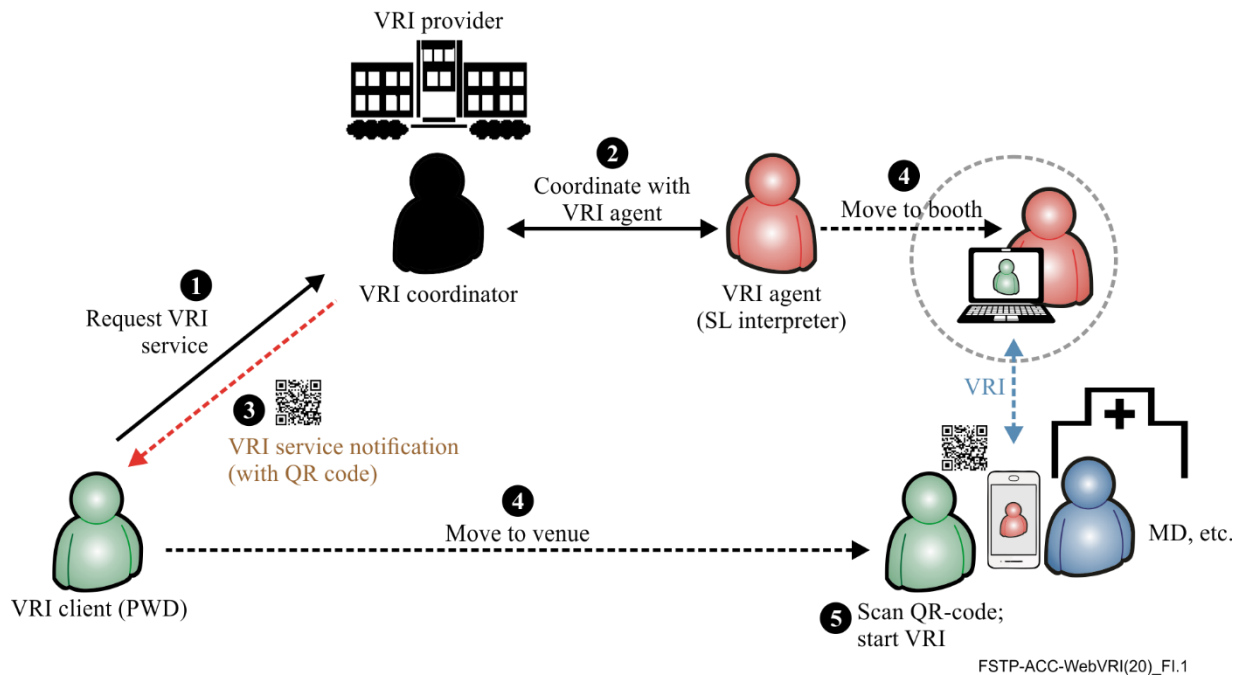 VRI provider
2
Coordinate with
VRI agent
4
Move to booth
VRI coordinator
VRI agent
(SL interpreter)
1
Request VRI
service
3
VRI service notification
(with QR code)
VRI
4
Move to venue
MD, etc.
VRI client (PWD)
5 Scan QR-code;
start VRI
FSTP-ACC-WebVRI(20)_FI.1